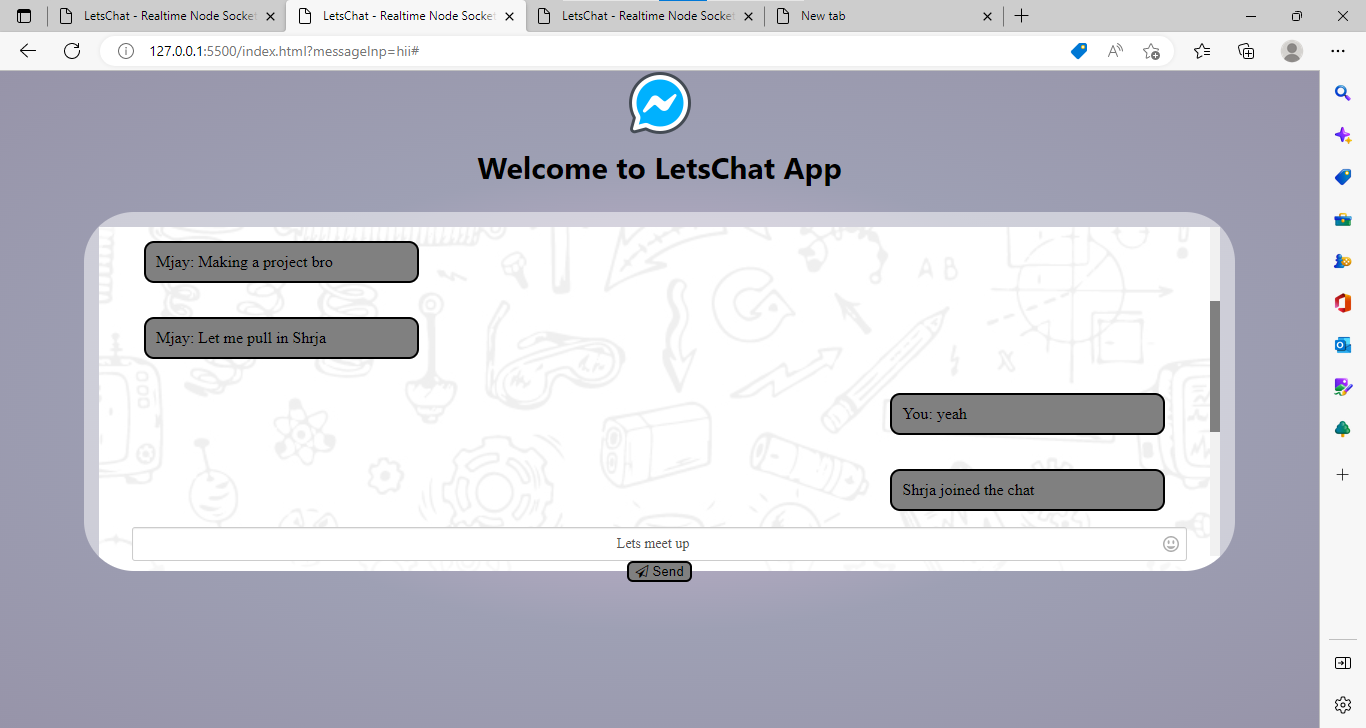 LetsChat - Realtime Node Socket
LetsChat - Realtime Node Socket
LetsChat - Realtime Node Socket
New tab
127.0.0.1:5500/index.html?messageInp=hii#
Welcome to LetsChat App
Mjay: Making a project bro
Mjay: Let me pull in Shrja
You: yeah
Shrja joined the chat
Lets meet up
Send